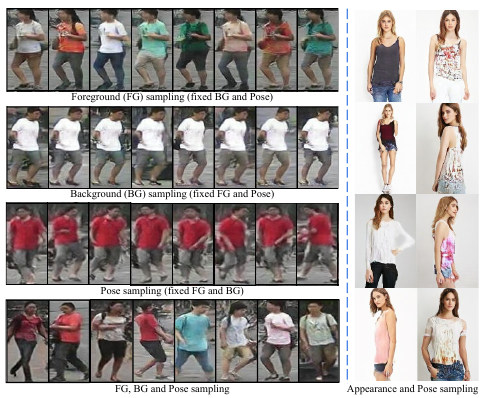 Foreground (FG) sampling (fixed BG and Pose)
Background (BG) sampling (fixed FG and Pose)
Pose sampling (fixed FG and BG)
FG, BG and Pose sampling
Appearance and Pose sampling